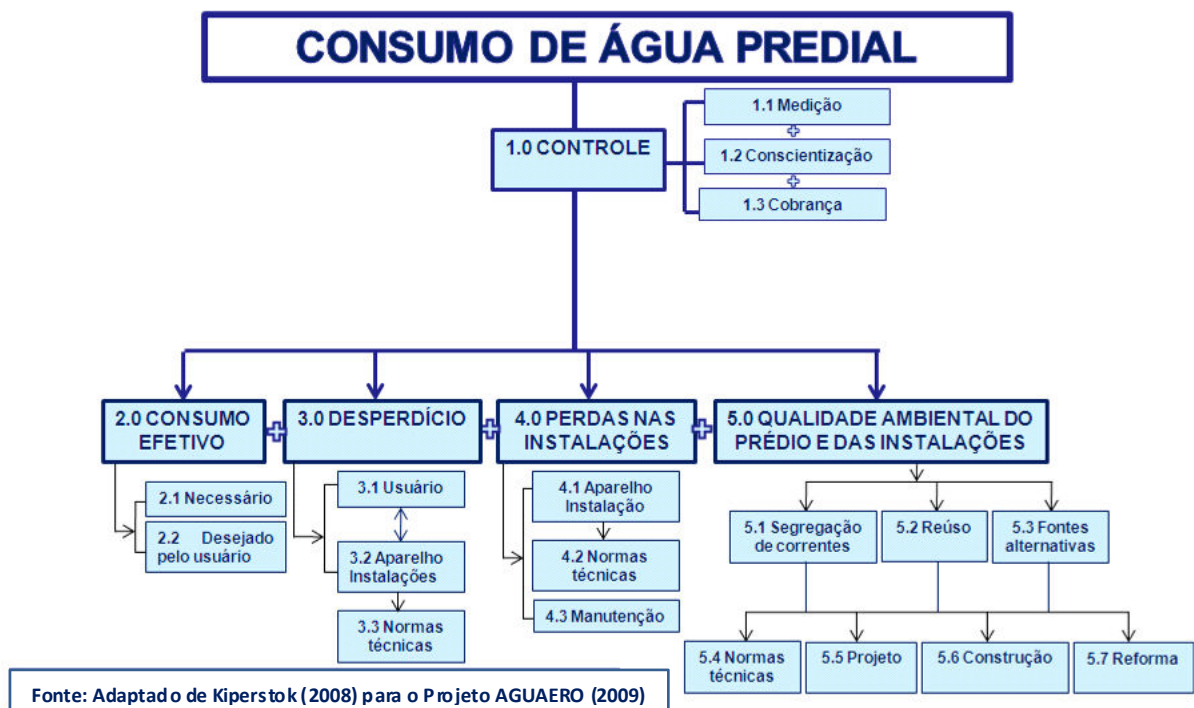 CONSUMO DE ÁGUA PREDIAL
1.0 CONTROLE
1.1 Medição
1.2 Conscientização
1.3 Cobrança
2.0 CONSUMO
EFETIVO
3.0 DESPERDÍCIO
4.0 PERDAS NAS
INSTALAÇÕES
5.0 QUALIDADE AMBIENTAL DO
PRÉDIO E DAS INSTALAÇÕES
2.1 Necessário
2.2 Desejado
pelo usuário
3.1 Usuário
3.2 Aparelho
Instalações
3.3 Normas
técnicas
4.1 Aparelho
Instalação
4.2 Normas
técnicas
4.3 Manutenção
5.1 Segregação
de correntes
5.2 Reúso
5.3 Fontes
alternativas
5.4 Normas
técnicas
5.5 Projeto
5.6 Construção
5.7 Reforma
Fonte: Adaptado de Kiperstok (2008) para o Projeto AGUAERO (2009)